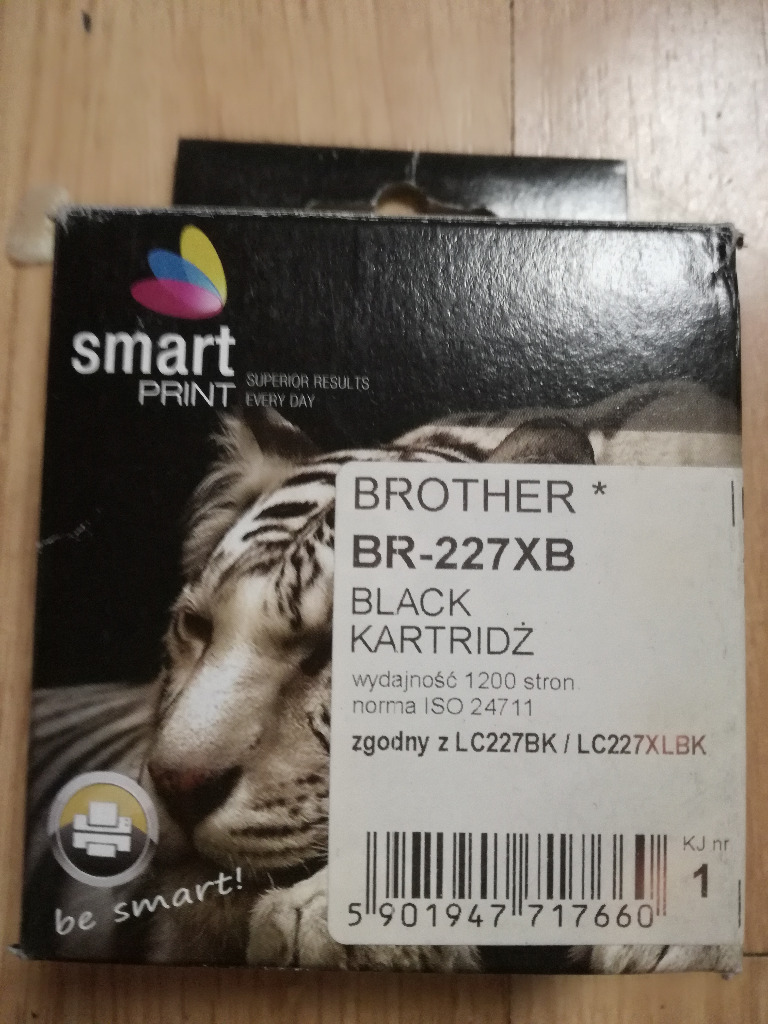 smart
PRINT
SUPERIOR RESULTS
EVERY DAY
BROTHER *
BR-227XB
BLACK
KARTRIDŻ
wydajność 1200 stron
norma ISO 24711
zgodny z LC227BK / LC227XLBK
KJ nr
1
5 901947 717660
be smart!